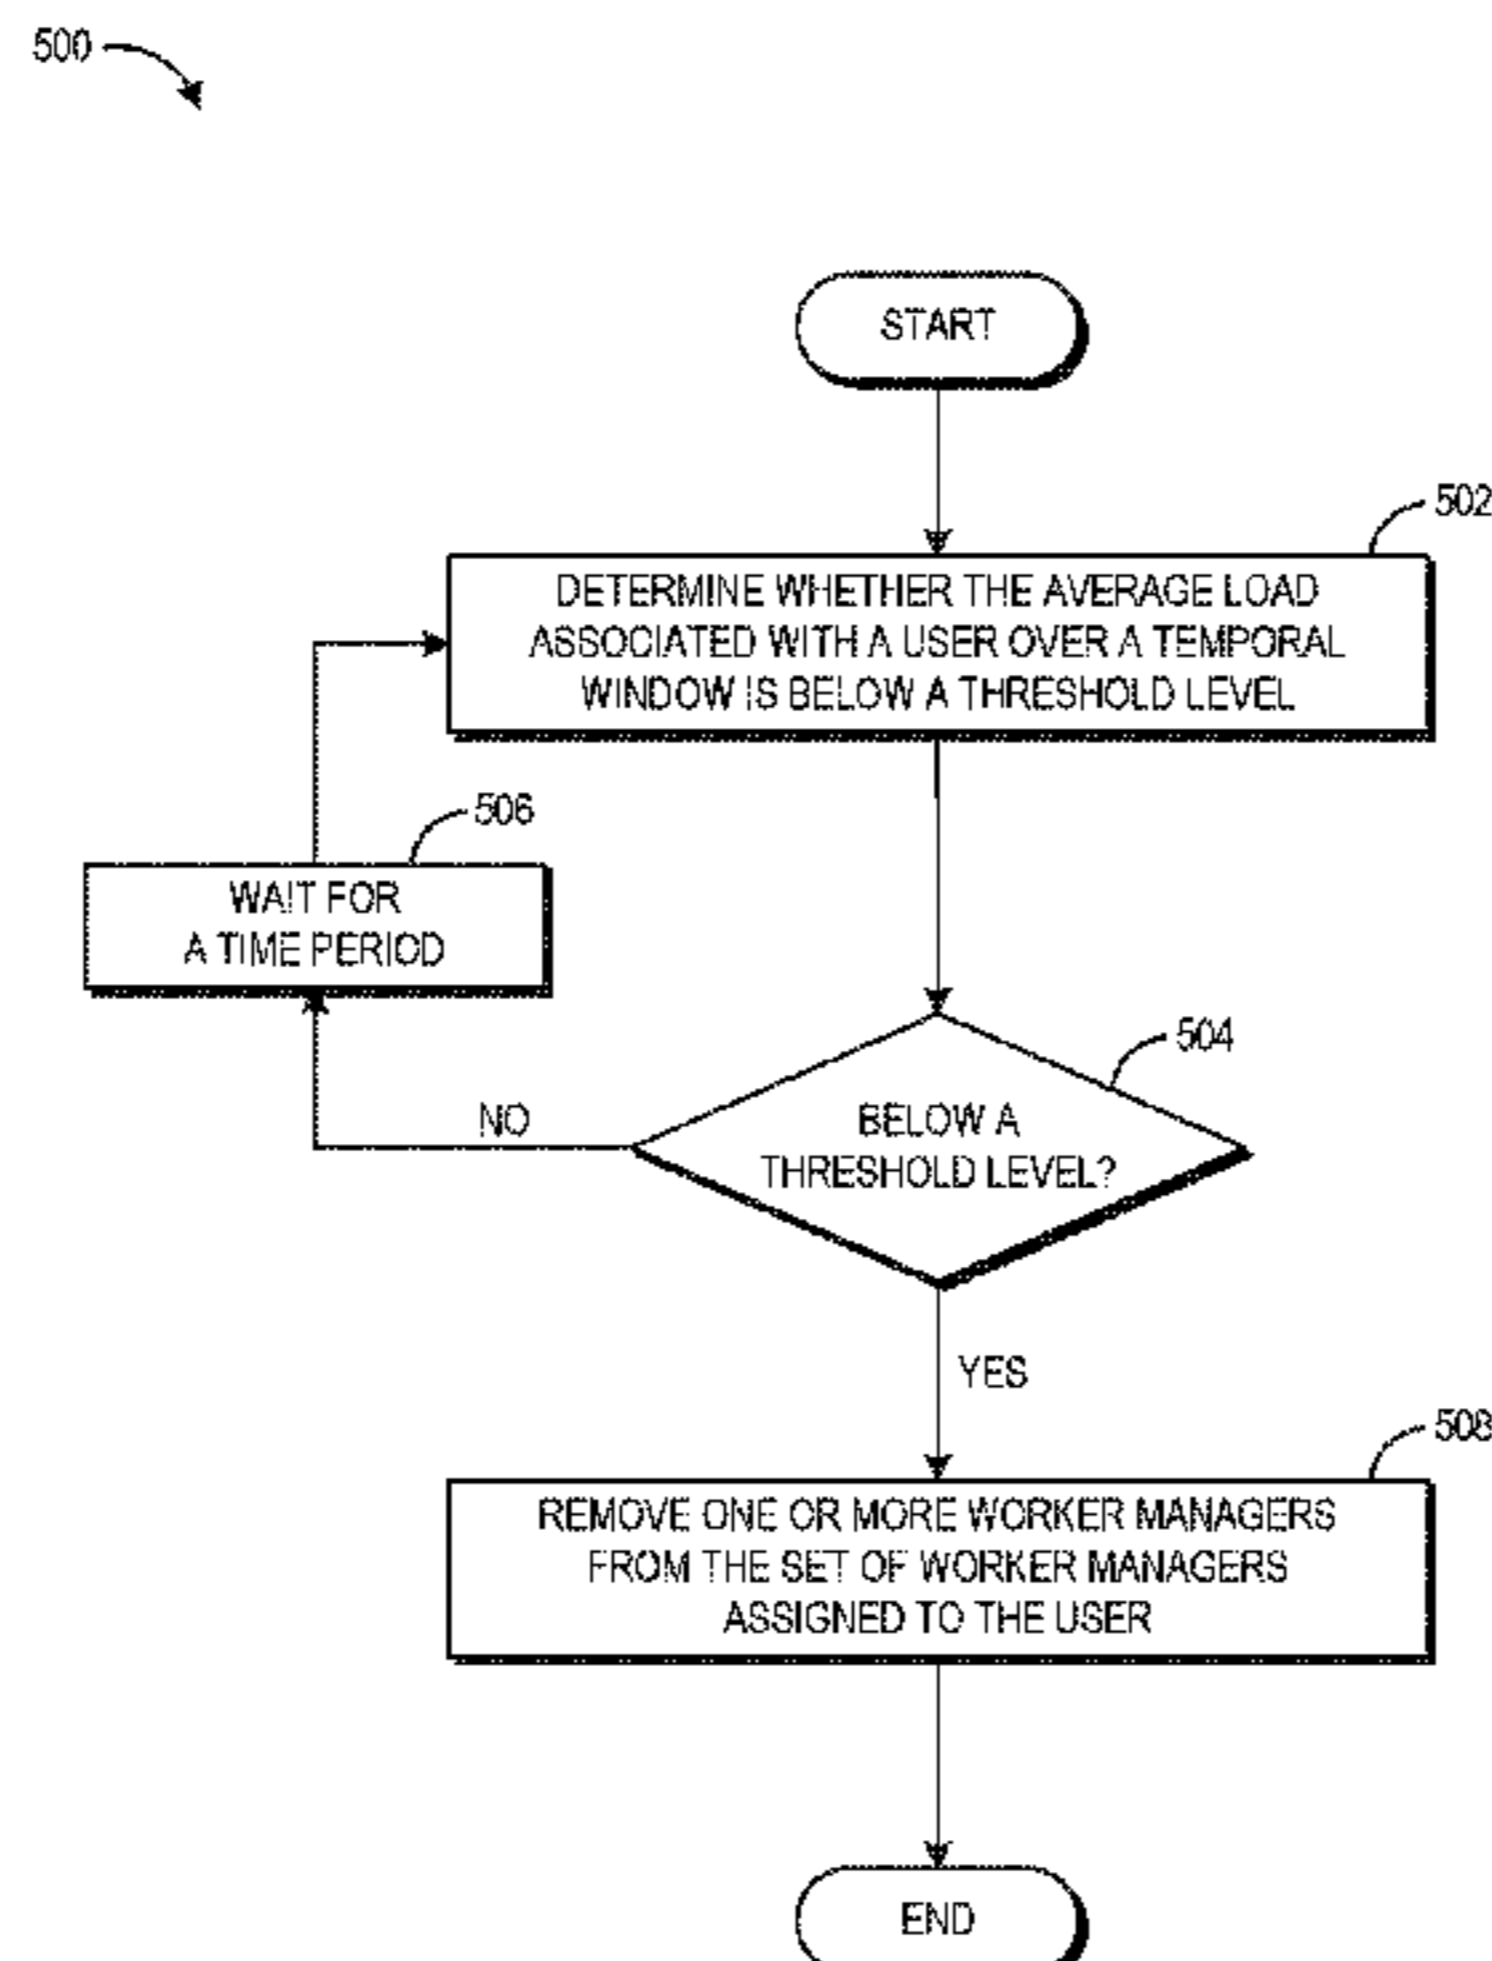 500
START
502
DETERMINE WHETHER THE AVERAGE LOAD
ASSOCIATED WITH A USER OVER A TEMPORAL
WINDOW IS BELOW A THRESHOLD LEVEL
506
WAIT FOR
A TIME PERIOD
504
BELOW A
THRESHOLD LEVEL?
NO
YES
508
REMOVE ONE OR MORE WORKER MANAGERS
FROM THE SET OF WORKER MANAGERS
ASSIGNED TO THE USER
END